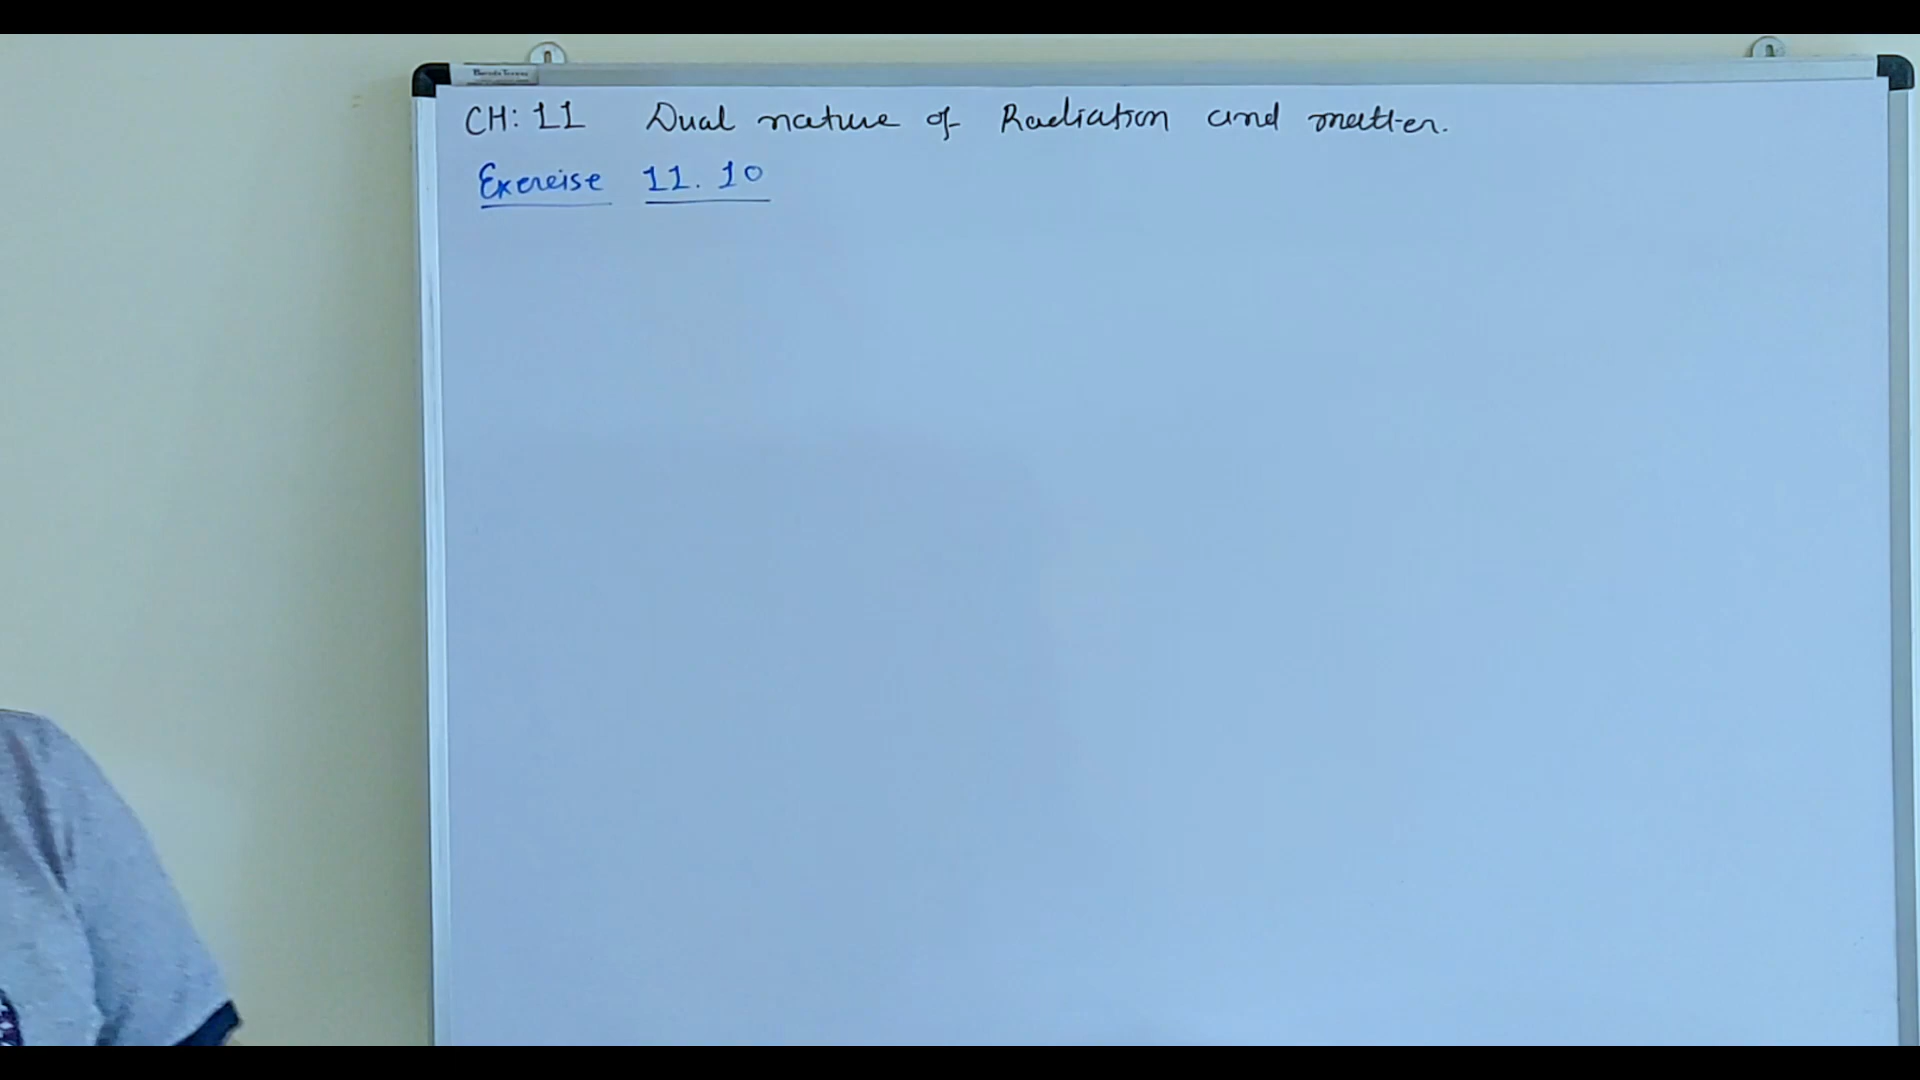 CH: 11 Dual nature of Radiation and matter.
Exercise 11.10